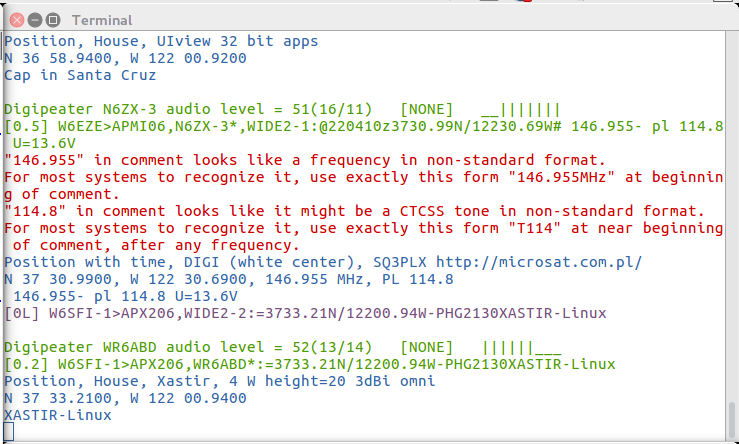 Terminal
Position, House, UIview 32 bit apps
N 36 58.9400, W 122 00.9200
Cap in Santa Cruz
Digipeater N6ZX-3 audio level = 51(16/11)   [NONE]   __|||||||
[0.5] W6EZE>APMI06,N6ZX-3*,WIDE2-1:@220410z3730.99N/12230.69W# 146.955- pl 114.8
 U=13.6V
"146.955" in comment looks like a frequency in non-standard format.
For most systems to recognize it, use exactly this form "146.955MHz" at beginnin
g of comment.
"114.8" in comment looks like it might be a CTCSS tone in non-standard format.
For most systems to recognize it, use exactly this form "T114" at near beginning
 of comment, after any frequency.
Position with time, DIGI (white center), SQ3PLX http://microsat.com.pl/
N 37 30.9900, W 122 30.6900, 146.955 MHz, PL 114.8
 146.955- pl 114.8 U=13.6V
[0L] W6SFI-1>APX206,WIDE2-2:=3733.21N/12200.94W-PHG2130XASTIR-Linux
Digipeater WR6ABD audio level = 52(13/14)   [NONE]   ||||||___
[0.2] W6SFI-1>APX206,WR6ABD*:=3733.21N/12200.94W-PHG2130XASTIR-Linux
Position, House, Xastir, 4 W height=20 3dBi omni
N 37 33.2100, W 122 00.9400
XASTIR-Linux